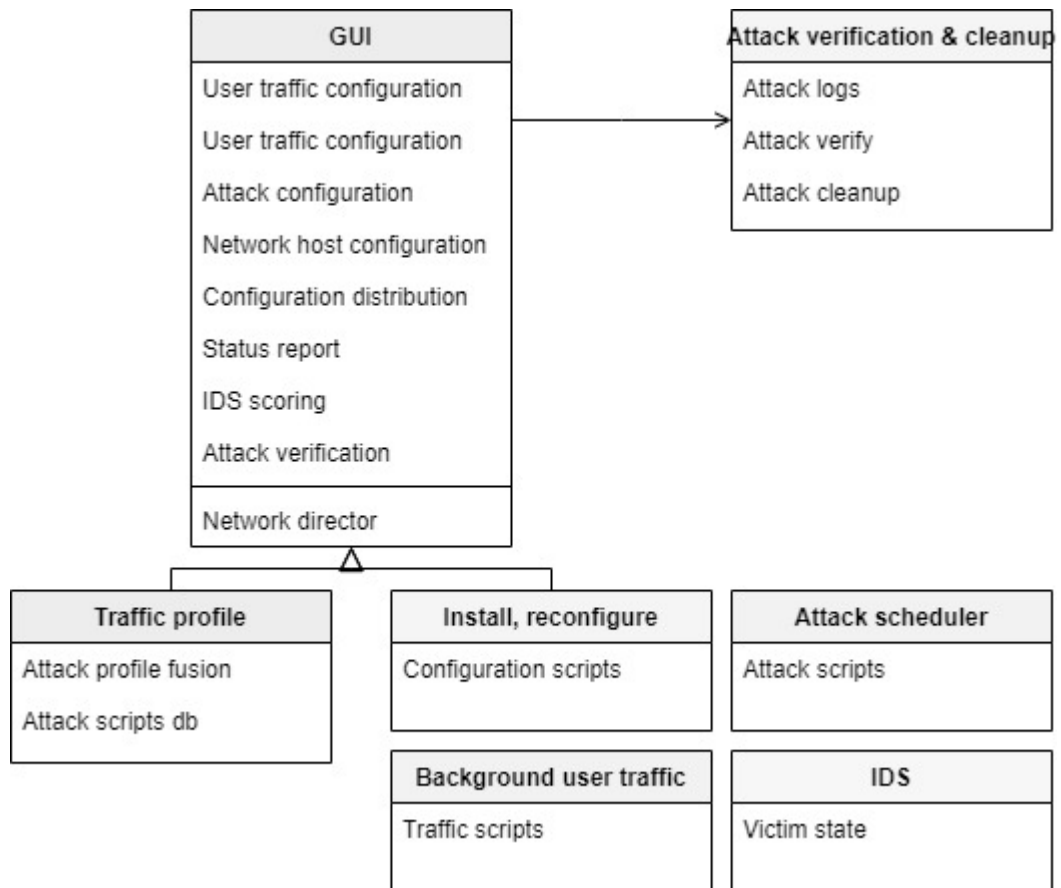 GUI
User traffic configuration
User traffic configuration
Attack configuration
Network host configuration
Configuration distribution
Status report
IDS scoring
Attack verification
Network director
Attack verification & cleanup
Attack logs
Attack verify
Attack cleanup
Traffic profile
Attack profile fusion
Attack scripts db
Install, reconfigure
Configuration scripts
Attack scheduler
Attack scripts
Background user traffic
Traffic scripts
IDS
Victim state